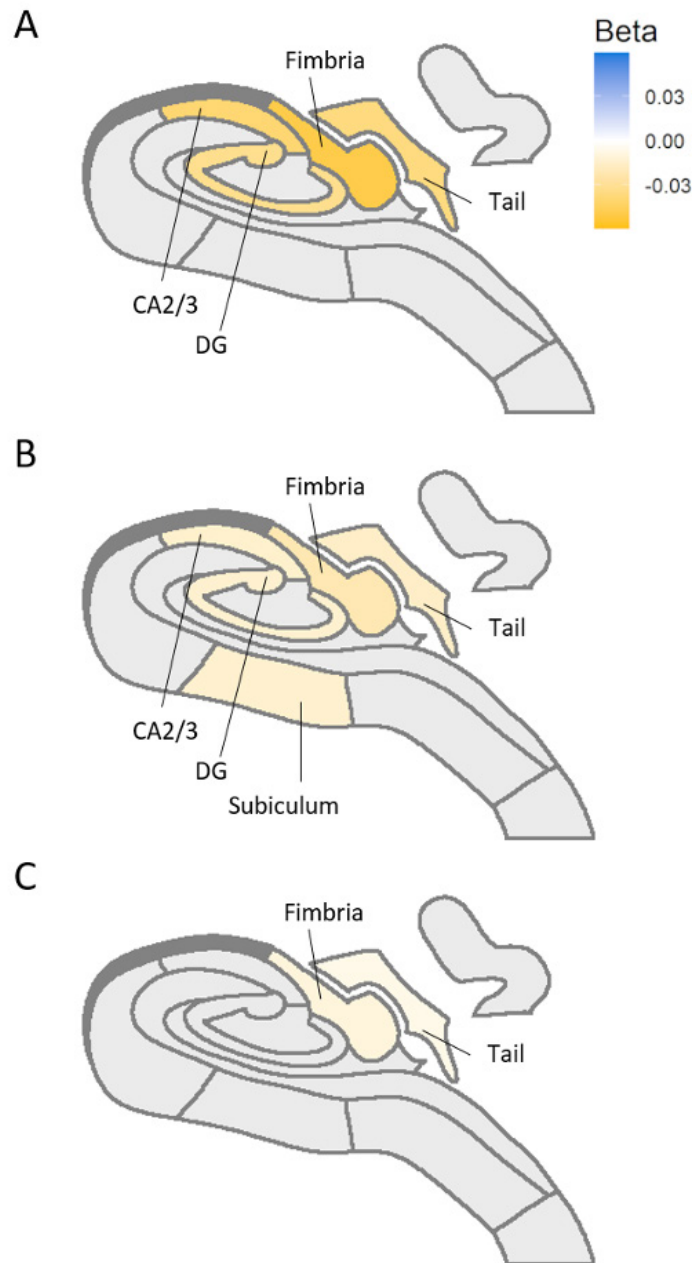 A
Beta
Fimbria
0.03
0.00
-0.03
Tail
CA2/3
DG
B
Fimbria
Tail
CA2/3
DG
Subiculum
C
Fimbria
Tail